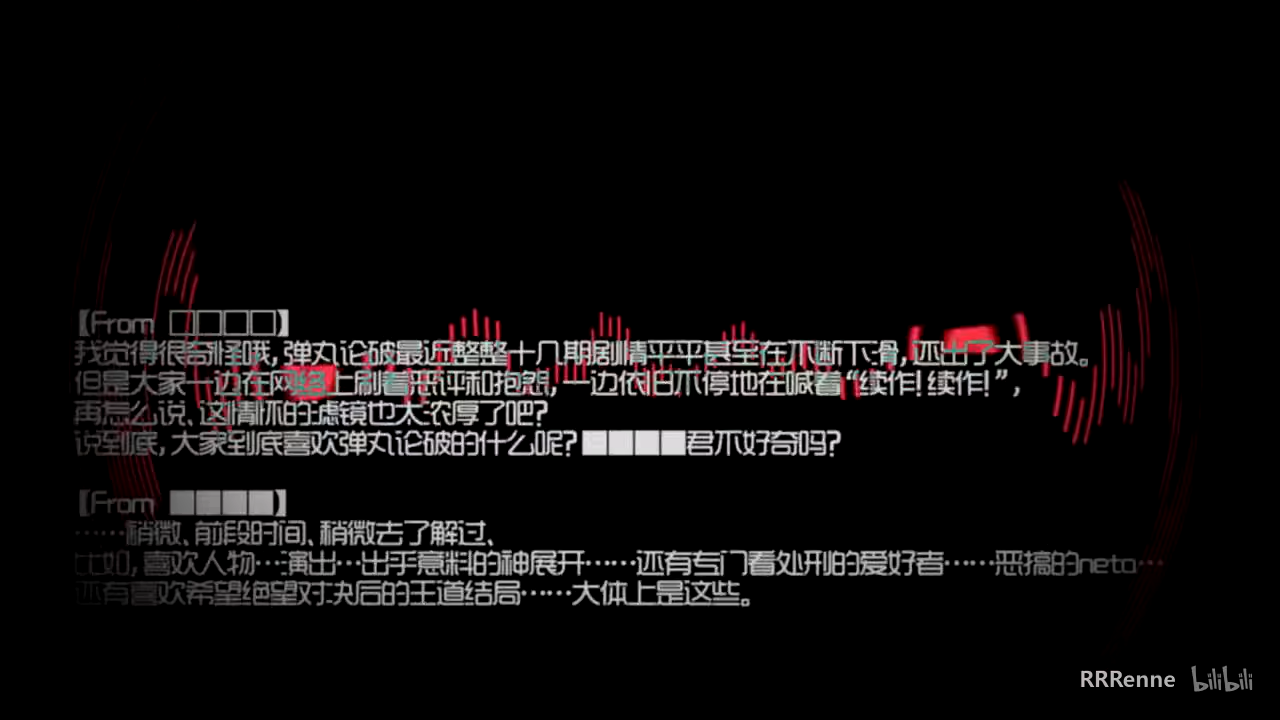 【From □□□□】
我觉得很奇怪哦,弹丸论破最近整整十几期剧情平平甚至在不断下滑,还出了大事故。
但是大家一边在网络上刷着恶评和抱怨,一边依旧不停地在喊着“续作!续作!”,
再怎么说、这情怀的滤镜也太浓厚了吧?
说到底,大家到底喜欢弹丸论破的什么呢?■■■■君不好奇吗?
【From ■■■■】
……稍微、前段时间、稍微去了解过、
比如,喜欢人物…演出…出乎意料的神展开……还有专门看处刑的爱好者……恶搞的neta…
还有喜欢希望绝望对决后的王道结局……大体上是这些。
RRRenne bilibili